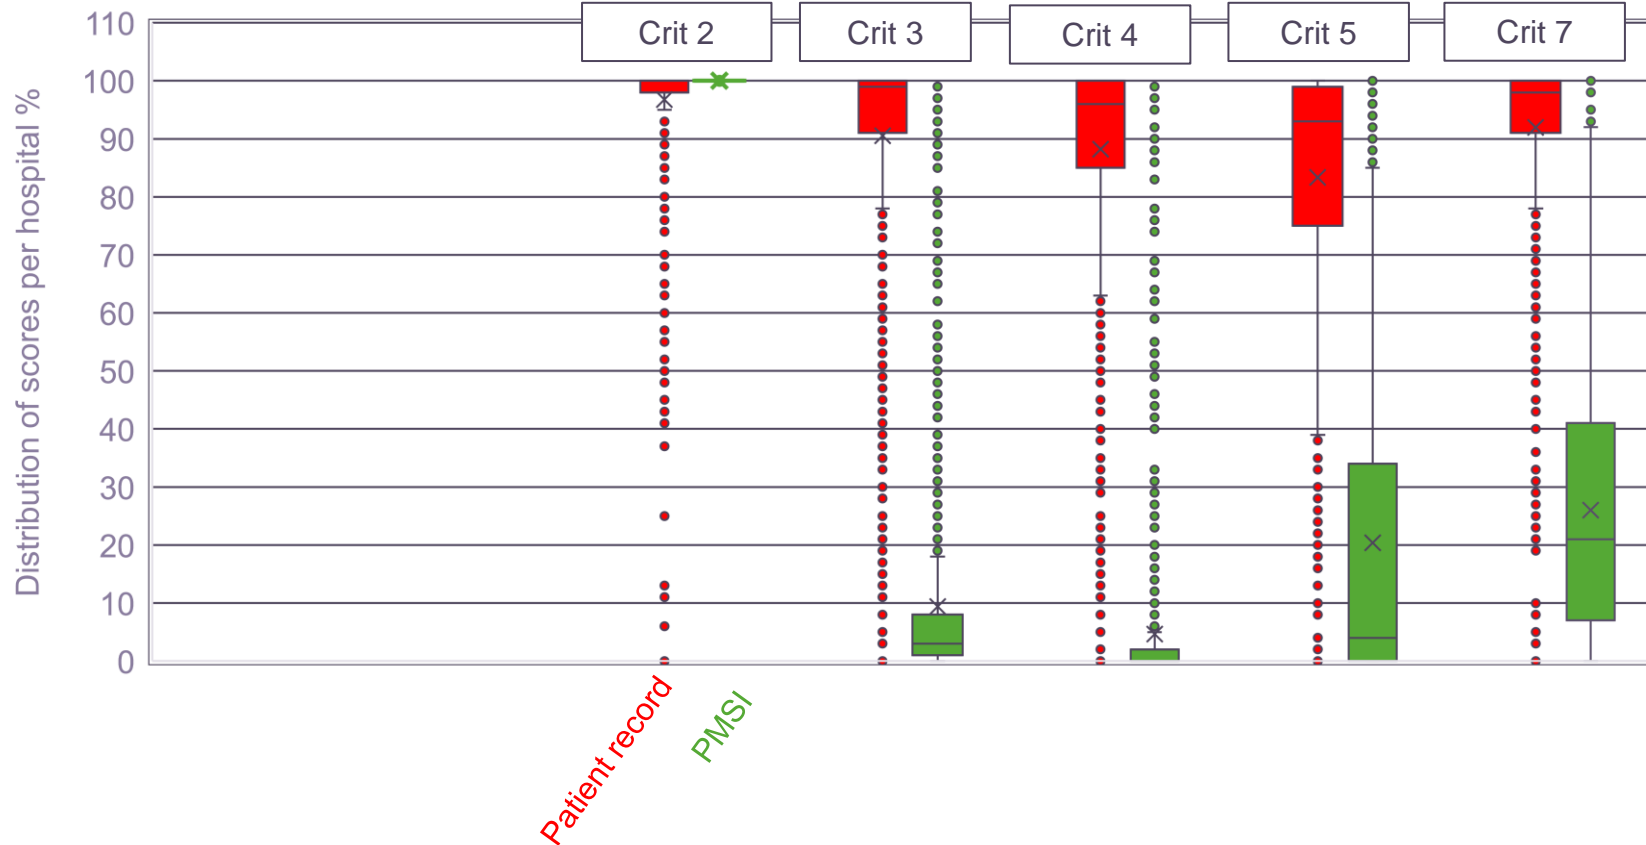 Crit 2
Crit 3
Crit 4
Crit 5
Crit 7
Distribution of scores per hospital %
110
100
90
80
70
60
50
40
30
20
10
0
Patient record
PMSI